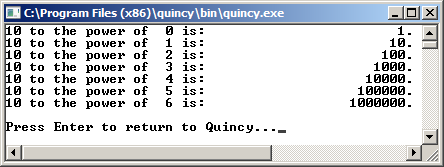 C:\Program Files (x86)\quincy\bin\quincy.exe
10 to the power of  0 is:                    1.
10 to the power of  1 is:                   10.
10 to the power of  2 is:                  100.
10 to the power of  3 is:                 1000.
10 to the power of  4 is:                10000.
10 to the power of  5 is:               100000.
10 to the power of  6 is:              1000000.
Press Enter to return to Quincy..._